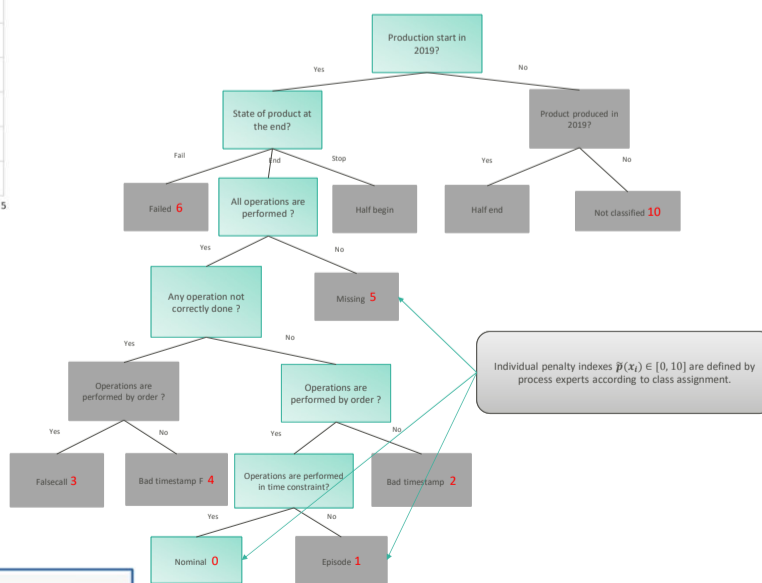 Production start in
2019?
Yes
No
State of product at
the end?
Product produced in
2019?
Fail
End
Stop
Yes
No
5
Failed 6
All operations are
performed ?
Half begin
Half end
Not classified 10
Yes
No
Any operation not
correctly done ?
Missing 5
Yes
No
Individual penalty indexes p̃(xᵢ) ∈ [0, 10] are defined by
process experts according to class assignment.
Operations are
performed by order ?
Operations are
performed by order ?
Yes
No
Yes
No
Falsecall 3
Bad timestamp F 4
Operations are performed
in time constraint?
Bad timestamp 2
Yes
No
Nominal 0
Episode 1